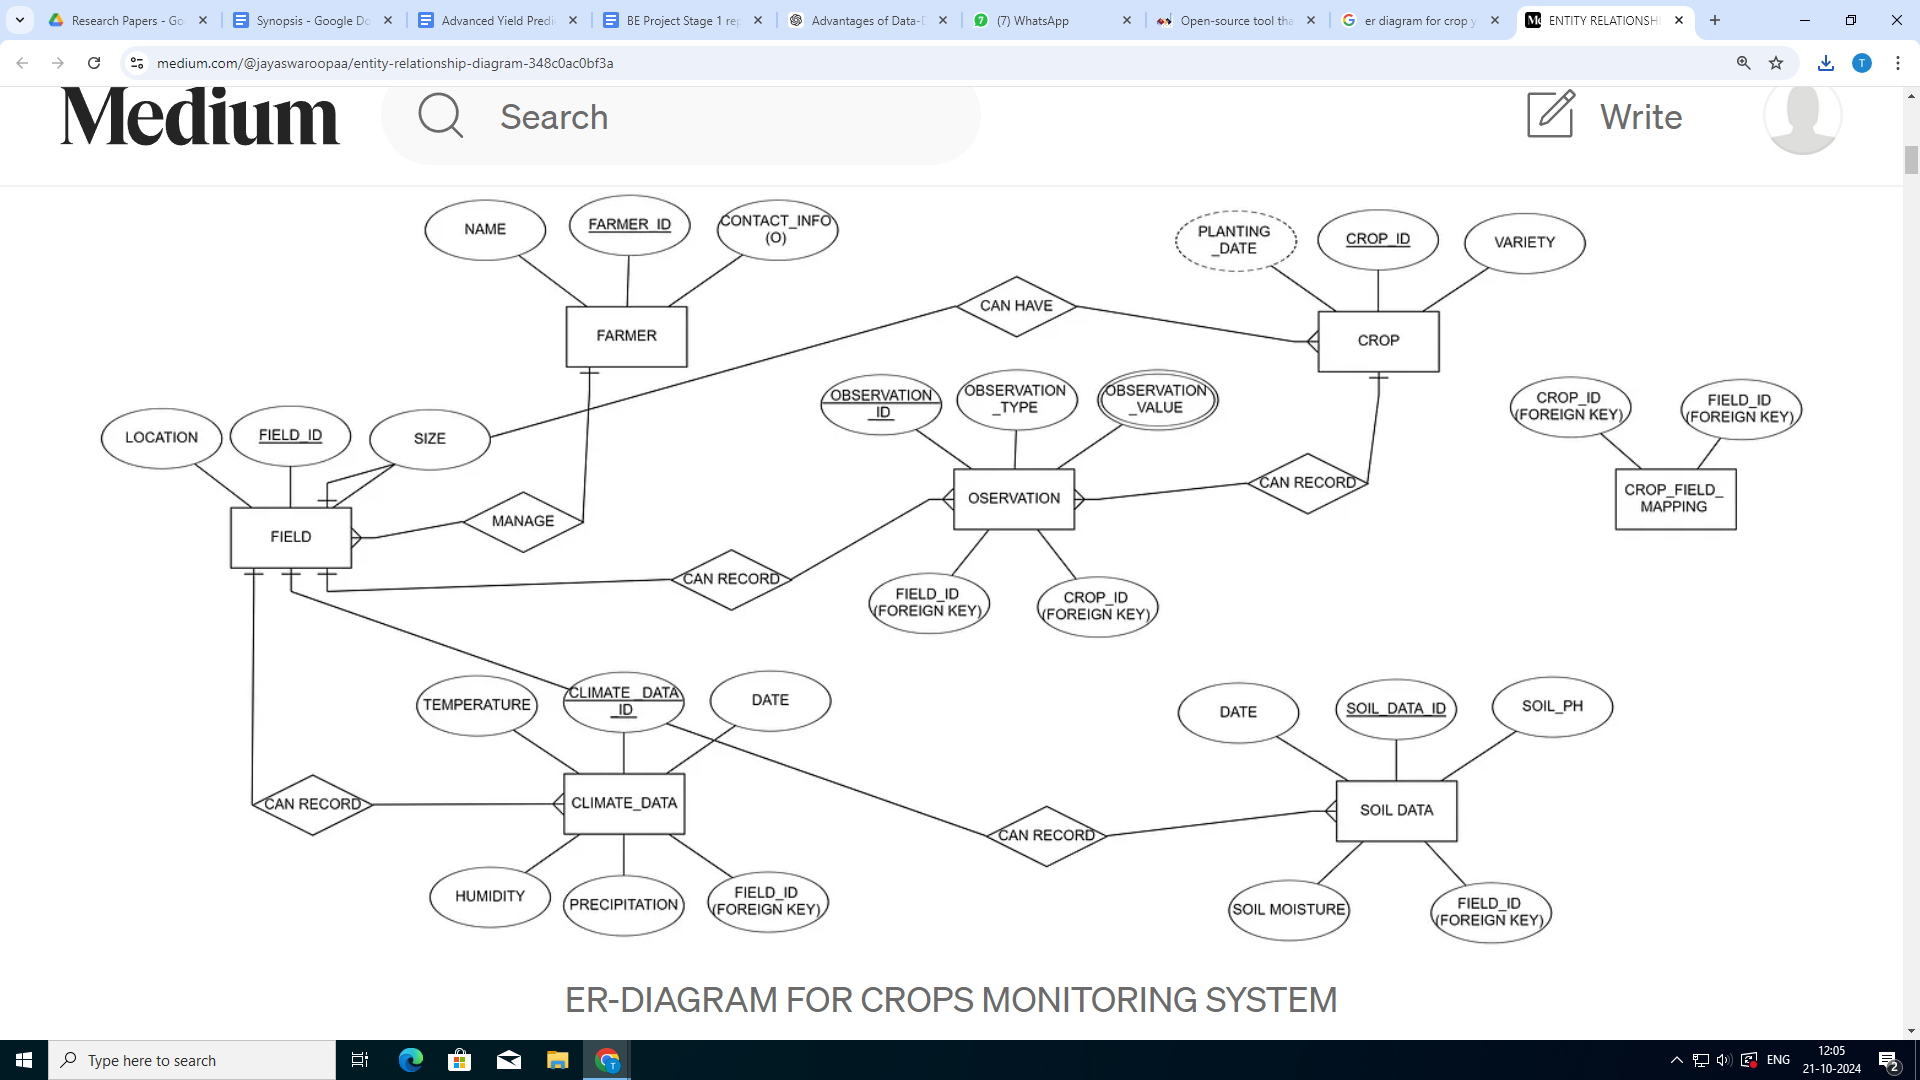 Research Papers - Go
Synopsis - Google Do
Advanced Yield Predi
BE Project Stage 1 rep
Advantages of Data-D
(7) WhatsApp
Open-source tool tha
er diagram for crop y
ENTITY RELATIONSHI
medium.com/@jayaswaroopaa/entity-relationship-diagram-348c0ac0bf3a
T
Medium
Search
Write
NAME
FARMER_ID
CONTACT_INFO
(O)
PLANTING
_DATE
CROP_ID
VARIETY
CAN HAVE
FARMER
CROP
OBSERVATION
_ID
OBSERVATION
_TYPE
OBSERVATION
_VALUE
CROP_ID
(FOREIGN KEY)
FIELD_ID
(FOREIGN KEY)
LOCATION
FIELD_ID
SIZE
CAN RECORD
OSERVATION
CROP_FIELD_
MAPPING
MANAGE
FIELD
CAN RECORD
FIELD_ID
(FOREIGN KEY)
CROP_ID
(FOREIGN KEY)
TEMPERATURE
CLIMATE_DATA
_ID
DATE
DATE
SOIL_DATA_ID
SOIL_PH
CAN RECORD
CLIMATE_DATA
CAN RECORD
SOIL DATA
HUMIDITY
PRECIPITATION
FIELD_ID
(FOREIGN KEY)
SOIL MOISTURE
FIELD_ID
(FOREIGN KEY)
ER-DIAGRAM FOR CROPS MONITORING SYSTEM
Type here to search
T
ENG
12:05
21-10-2024
2